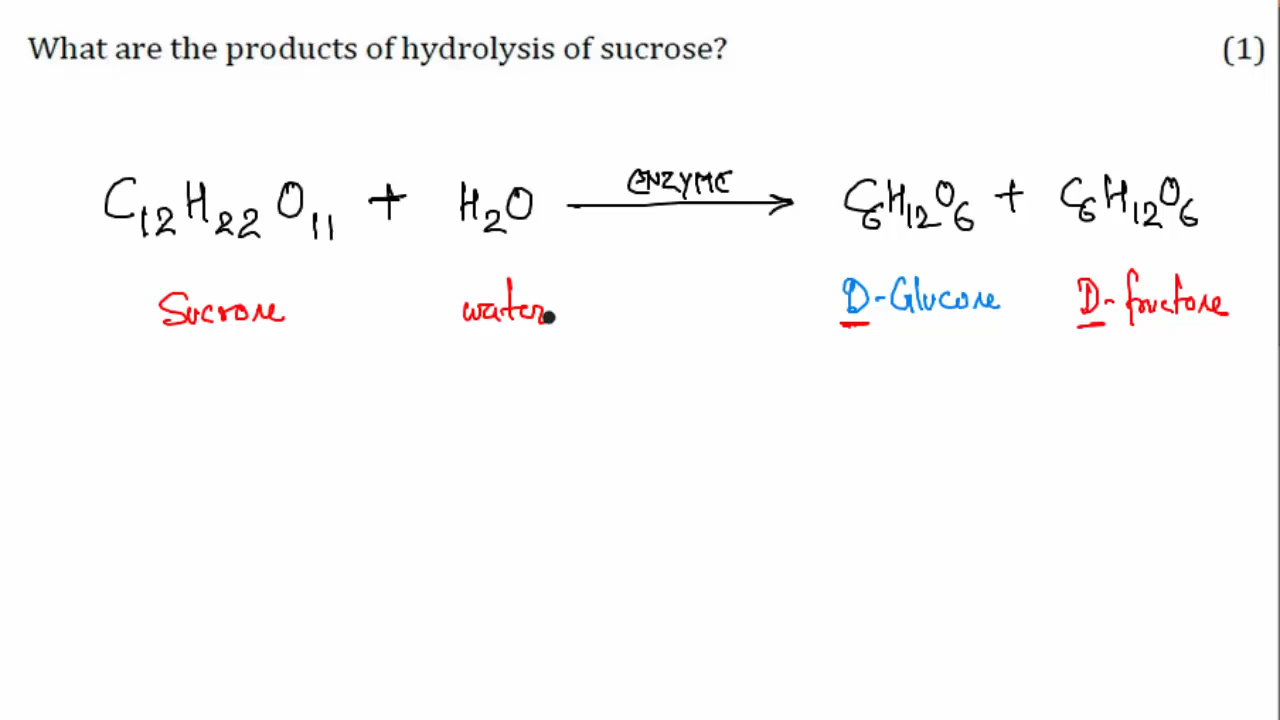 What are the products of hydrolysis of sucrose? (1)
C₁₂H₂₂O₁₁ + H₂O ENZYME → C₆H₁₂O₆ + C₆H₁₂O₆
Sucrose water D-Glucose D-fructose